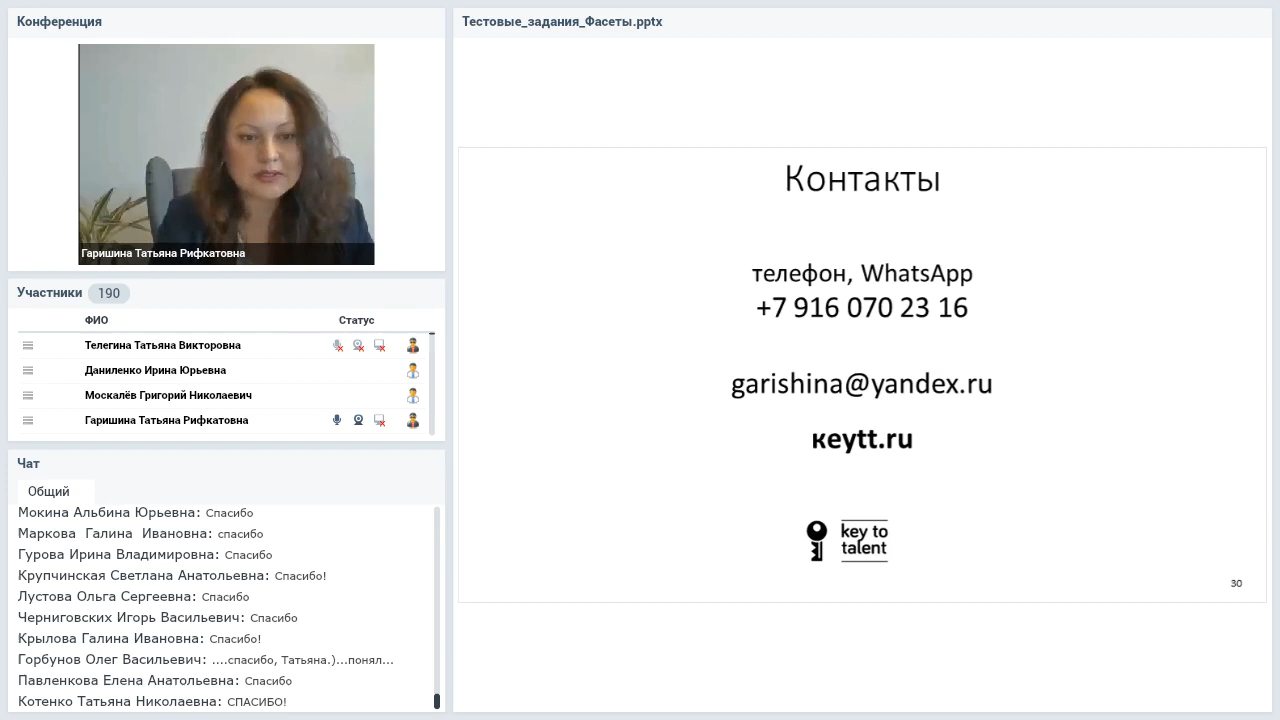 Конференция
Гаришина Татьяна Рифкатовна
Участники 190
ФИО Статус
Телегина Татьяна Викторовна
Даниленко Ирина Юрьевна
Москалёв Григорий Николаевич
Гаришина Татьяна Рифкатовна
Чат
Общий
Мокина Альбина Юрьевна: Спасибо
Маркова Галина Ивановна: спасибо
Гурова Ирина Владимировна: Спасибо
Крупчинская Светлана Анатольевна: Спасибо!
Лустова Ольга Сергеевна: Спасибо
Черниговских Игорь Васильевич: Спасибо
Крылова Галина Ивановна: Спасибо!
Горбунов Олег Васильевич: ....спасибо, Татьяна.)...понял...
Павленкова Елена Анатольевна: Спасибо
Котенко Татьяна Николаевна: СПАСИБО!
Тестовые_задания_Фасеты.pptx
Контакты
телефон, WhatsApp
+7 916 070 23 16
garishina@yandex.ru
keytt.ru
key to
talent
30